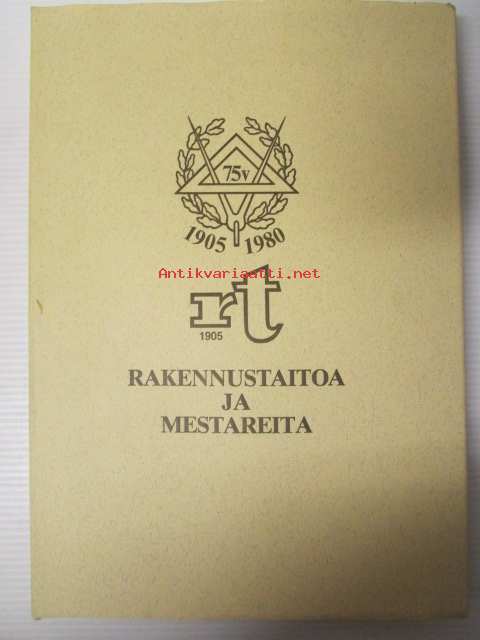 75v
1905 1980
Antikvariaatti.net
rt
1905
RAKENNUSTAITOA
JA
MESTAREITA